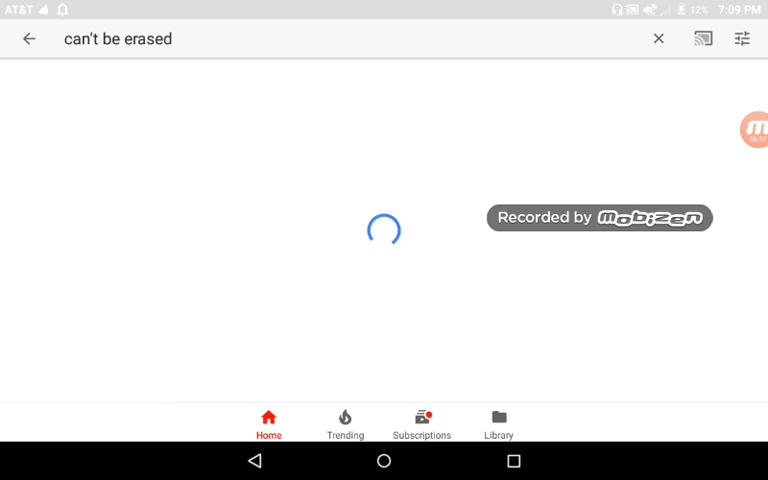 AT&T 12% 7:09 PM
can't be erased
Recorded by mobizen
Home Trending Subscriptions Library